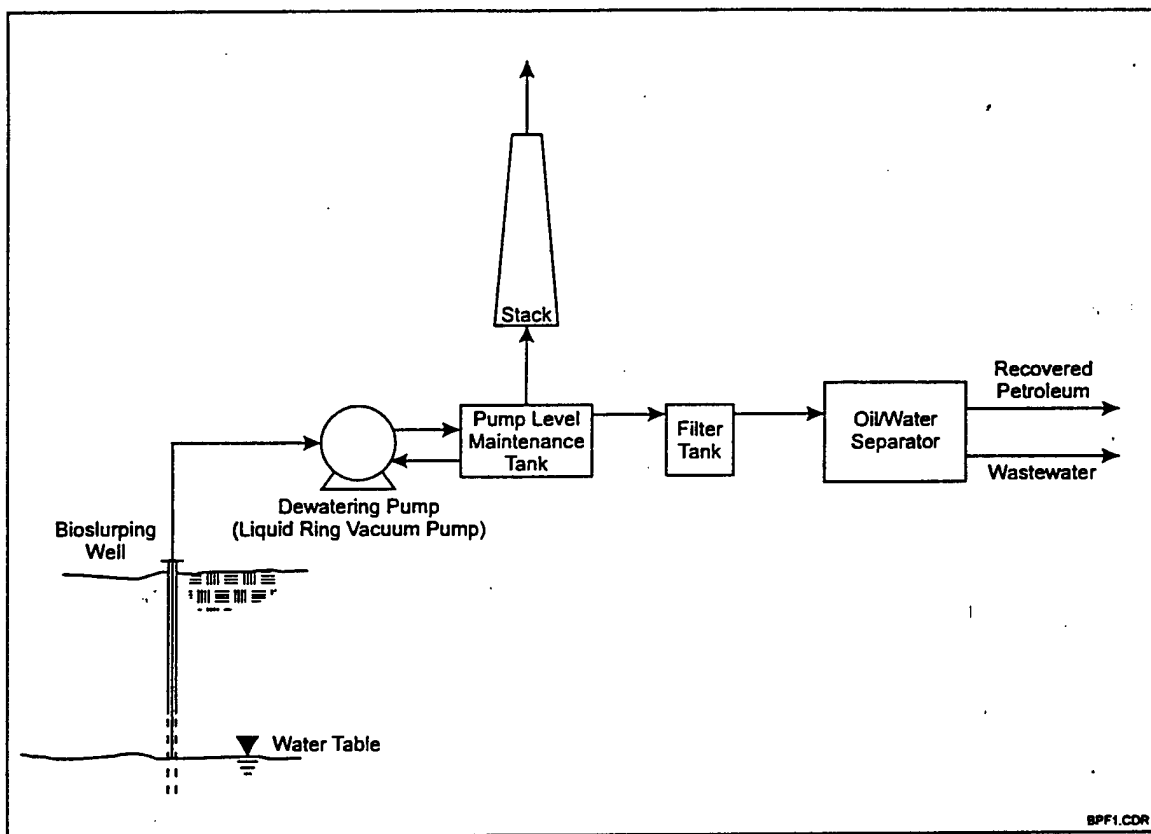 Stack
Recovered
Petroleum
Pump Level
Maintenance
Tank
Filter
Tank
Oil/Water
Separator
Wastewater
Dewatering Pump
(Liquid Ring Vacuum Pump)
Bioslurping
Well
Water Table
BPF1.CDR